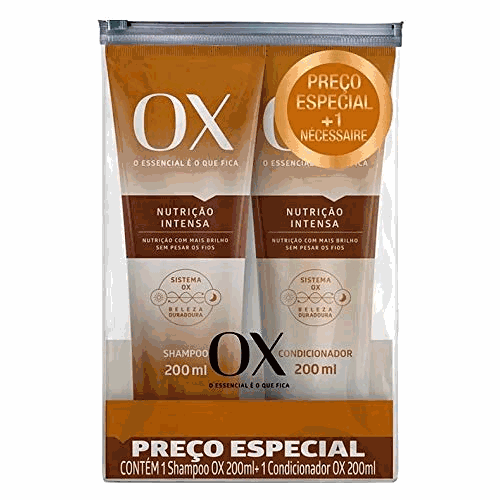 OX
O ESSENCIAL É O QUE FICA
NUTRIÇÃO
INTENSA
NUTRIÇÃO COM MAIS BRILHO
SEM PESAR OS FIOS
SISTEMA
OX
BELEZA
DURADOURA
SHAMPOO
200 ml
PREÇO
ESPECIAL
+1
NÉCESSAIRE
O ESSENCIAL É O QUE FICA
NUTRIÇÃO
INTENSA
NUTRIÇÃO COM MAIS BRILHO
SEM PESAR OS FIOS
SISTEMA
OX
BELEZA
DURADOURA
CONDICIONADOR
200 ml
OX
O ESSENCIAL É O QUE FICA
PREÇO ESPECIAL
CONTÉM 1 Shampoo OX 200ml+ 1 Condicionador OX 200ml